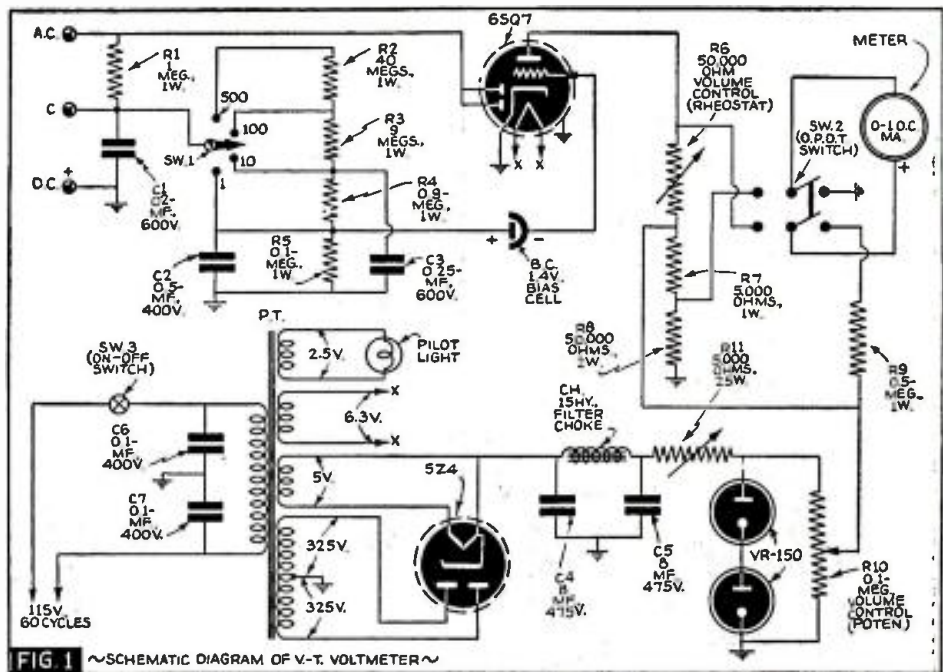 A.C.
C
+
D.C.
R1
1
MEG.,
1W.
C1
0.2-
MF.,
600V.
500
100
10
1
SW.1
R2
40
MEGS.,
1W.
R3
9
MEGS.,
1W.
R4
0.9-
MEG.,
1W.
R5
0.1-
MEG.,
1W.
C2
0.5-
MF.,
400V.
C3
0.25-
MF.,
600V.
6SQ7
X X
+ -
B.C.
1.4V.
BIAS
CELL
R6
50,000
OHM
VOLUME
CONTROL
(RHEOSTAT)
SW.2
(D.P.D.T.
SWITCH)
METER
0-1 D.C.
MA.
+
R7
5,000
OHMS,
1W.
R8
50,000
OHMS,
2W.
R9
0.5-
MEG.,
1W.
R11
5,000
OHMS,
25W.
P.T.
2.5V.
PILOT
LIGHT
X
6.3V.
X
5V.
325V.
325V.
5Z4
SW.3
(ON-OFF
SWITCH)
C6
0.1-
MF.,
400V.
C7
0.1-
MF.,
400V.
115V.
60 CYCLES
CH.,
15HY.,
FILTER
CHOKE
C4
8
MF.,
475V.
C5
8
MF.,
475V.
VR-150
R10
0.1-
MEG.
VOLUME
CONTROL
(POTEN.)
FIG. 1 ~SCHEMATIC DIAGRAM OF V.-T. VOLTMETER~